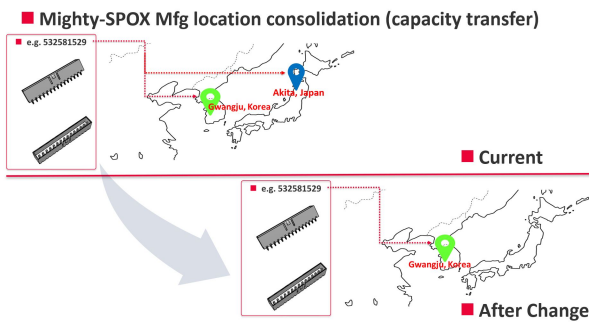 Mighty-SPOX Mfg location consolidation (capacity transfer)
e.g. 532581529
Akita, Japan
Gwangju, Korea
Current
e.g. 532581529
Gwangju, Korea
After Change